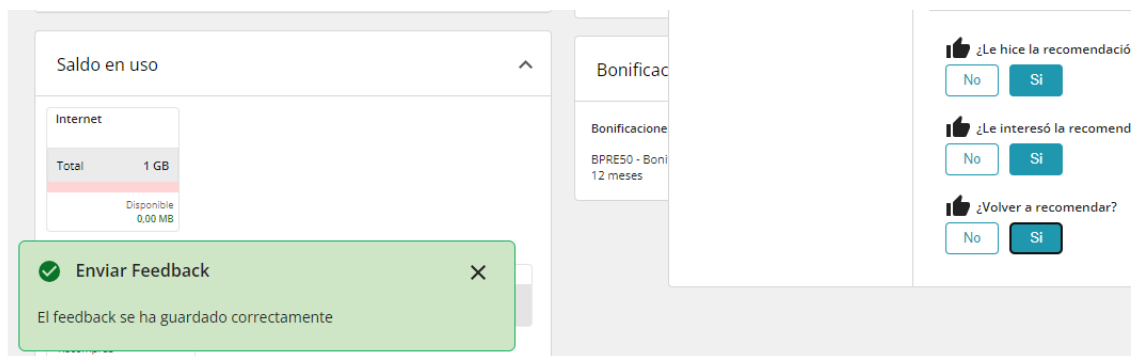 Saldo en uso
Internet
Total 1 GB
Disponible
0,00 MB
Enviar Feedback
El feedback se ha guardado correctamente
Bonificac
Bonificacione
BPRE50 - Boni
12 meses
¿Le hice la recomendació
No Si
¿Le interesó la recomend
No Si
¿Volver a recomendar?
No Si